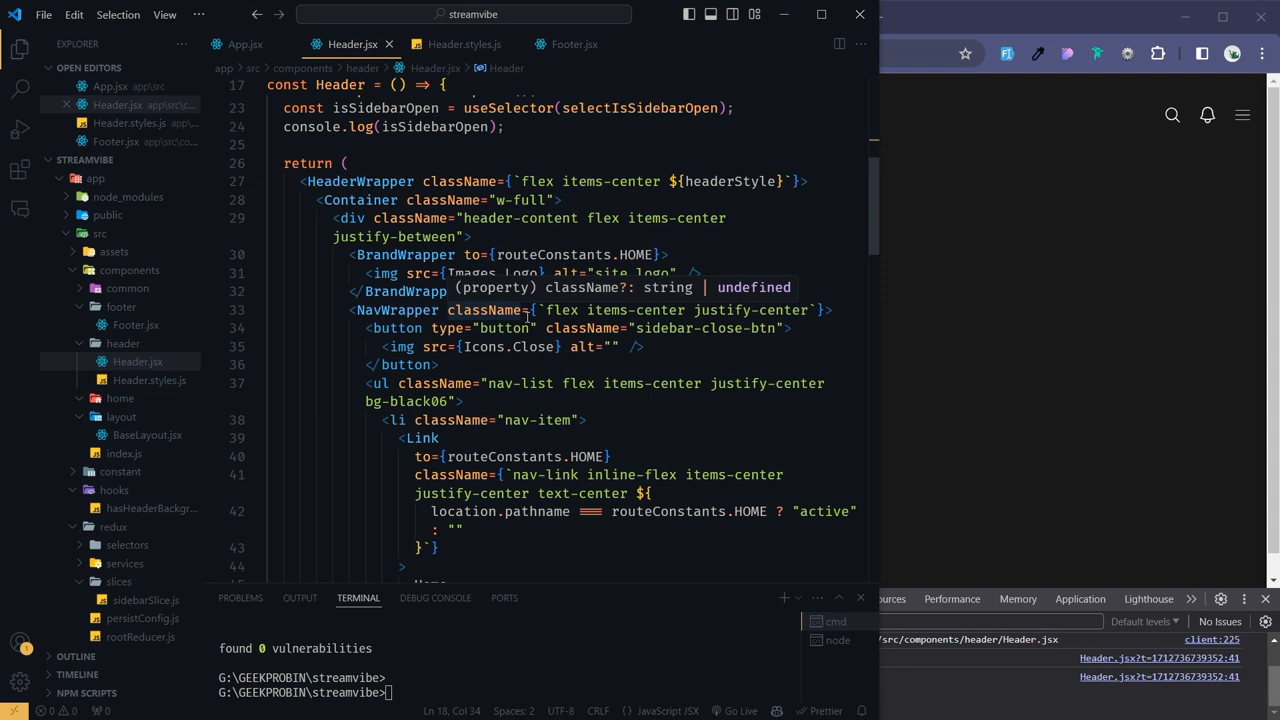 File Edit Selection View ··· streamvibe
EXPLORER ···
OPEN EDITORS
App.jsx
Header.jsx app\src\c...
Header.styles.js app\...
Footer.jsx app\src\co...
STREAMVIBE
app
node_modules
public
src
assets
components
common
footer
Footer.jsx
header
Header.jsx
Header.styles.js
home
layout
BaseLayout.jsx
index.js
constant
hooks
hasHeaderBackgr...
redux
selectors
services
slices
sidebarSlice.js
persistConfig.js
rootReducer.js
OUTLINE
TIMELINE
NPM SCRIPTS
App.jsx Header.jsx Header.styles.js Footer.jsx
app > src > components > header > Header.jsx > Header
17 const Header = () => {
23 const isSidebarOpen = useSelector(selectIsSidebarOpen);
24 console.log(isSidebarOpen);
25
26 return (
27 <HeaderWrapper className={`flex items-center ${headerStyle}`}>
28 <Container className="w-full">
29 <div className="header-content flex items-center
justify-between">
30 <BrandWrapper to={routeConstants.HOME}>
31 <img src={Images.Logo} alt="site logo" />
32 </BrandWrapp
(property) className?: string | undefined
33 <NavWrapper className={`flex items-center justify-center`}>
34 <button type="button" className="sidebar-close-btn">
35 <img src={Icons.Close} alt="" />
36 </button>
37 <ul className="nav-list flex items-center justify-center
bg-black06">
38 <li className="nav-item">
39 <Link
40 to={routeConstants.HOME}
41 className={`nav-link inline-flex items-center
justify-center text-center ${
42 location.pathname === routeConstants.HOME ? "active"
: ""
43 }`}
44 >
45 Home
PROBLEMS OUTPUT TERMINAL DEBUG CONSOLE PORTS
found 0 vulnerabilities
G:\GEEKPROBIN\streamvibe>
G:\GEEKPROBIN\streamvibe>
cmd
node
0 0 0 Ln 18, Col 34 Spaces: 2 UTF-8 CRLF JavaScript JSX Go Live Prettier
ources Performance Memory Application Lighthouse
Default levels No Issues
/src/components/header/Header.jsx client:225
Header.jsx?t=1712736739352:41
Header.jsx?t=1712736739352:41